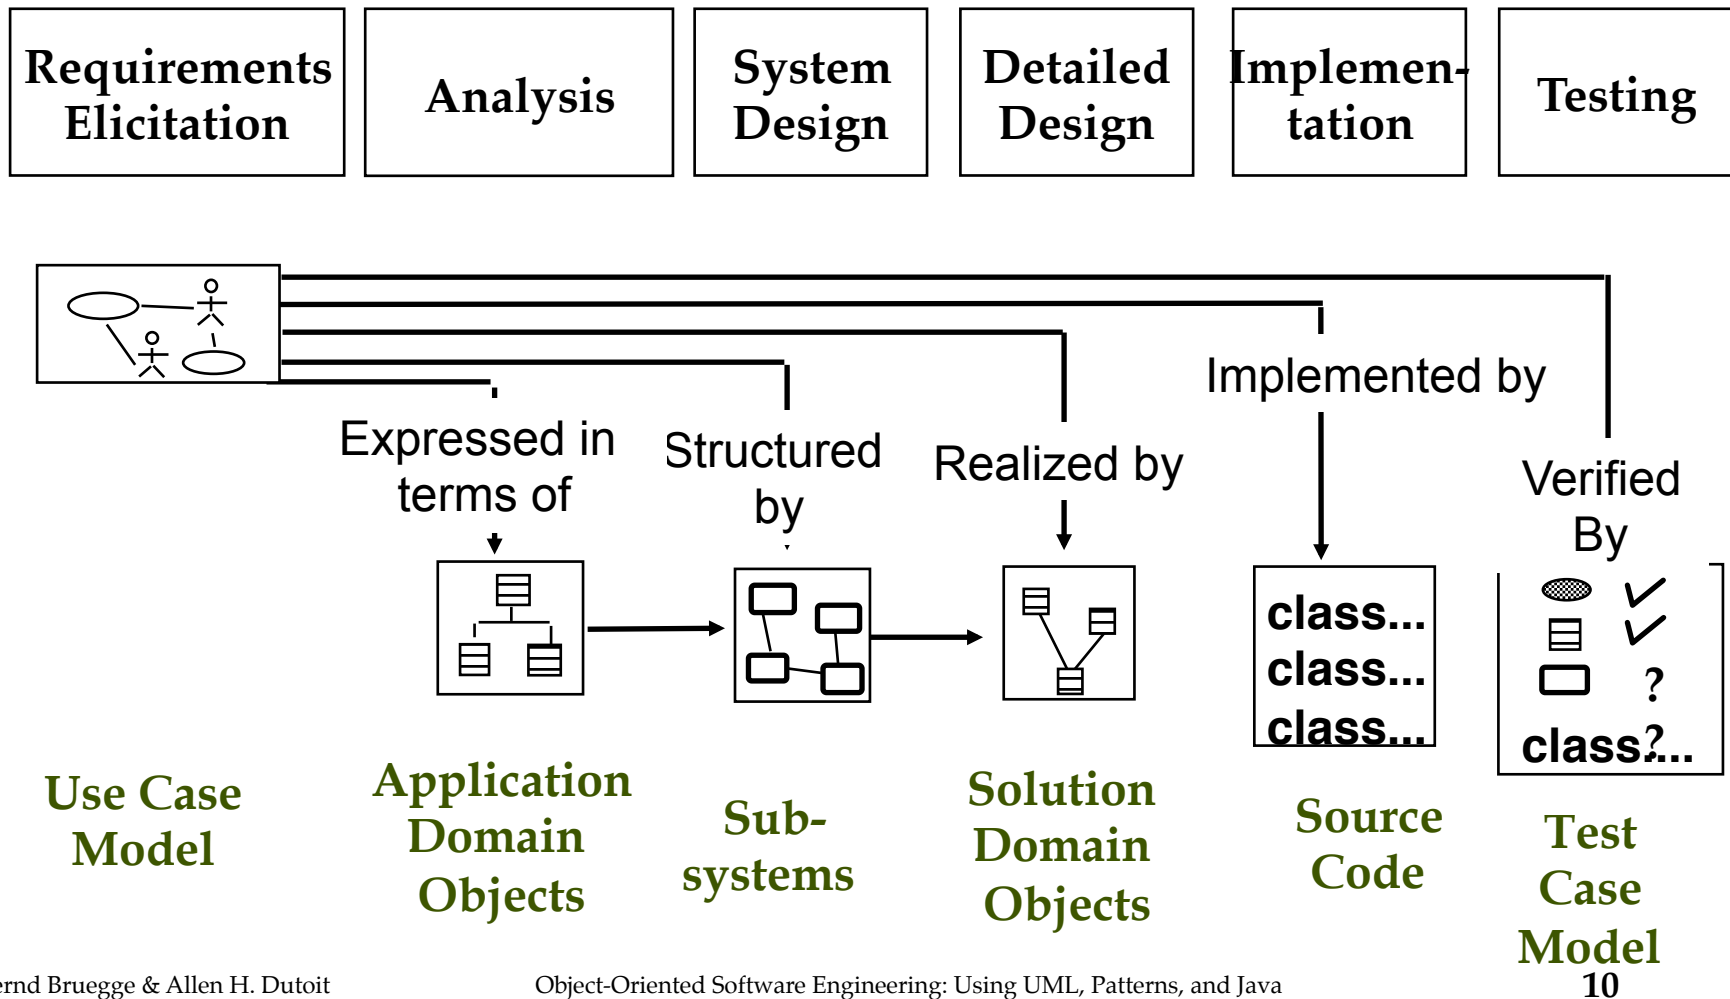 Requirements
Elicitation
Analysis
System
Design
Detailed
Design
Implemen-
tation
Testing
Expressed in
terms of
Structured
by
Realized by
Implemented by
Verified
By
class...
class...
class...
?
class....
?
Use Case
Model
Application
Domain
Objects
Sub-
systems
Solution
Domain
Objects
Source
Code
Test
Case
Model
ernd Bruegge & Allen H. Dutoit
Object-Oriented Software Engineering: Using UML, Patterns, and Java
10